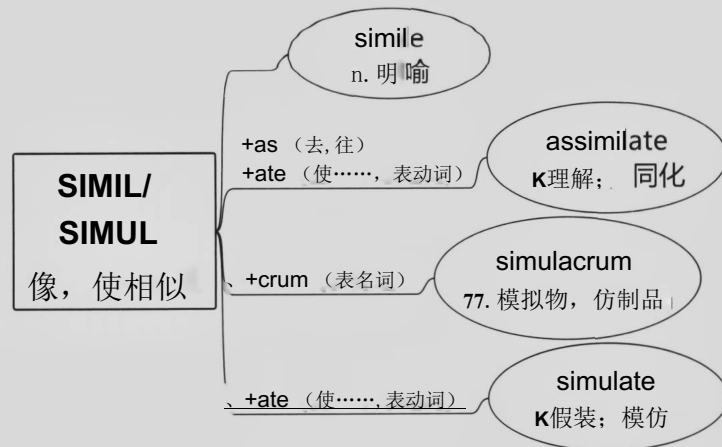 simile
n. 明喻
+as （去,往）
+ate （使……，表动词）
assimilate
K理解； 同化
SIMIL/
SIMUL
像，使相似
、+crum （表名词）
simulacrum
77. 模拟物，仿制品
、+ate （使……,表动词）
simulate
K假装；模仿